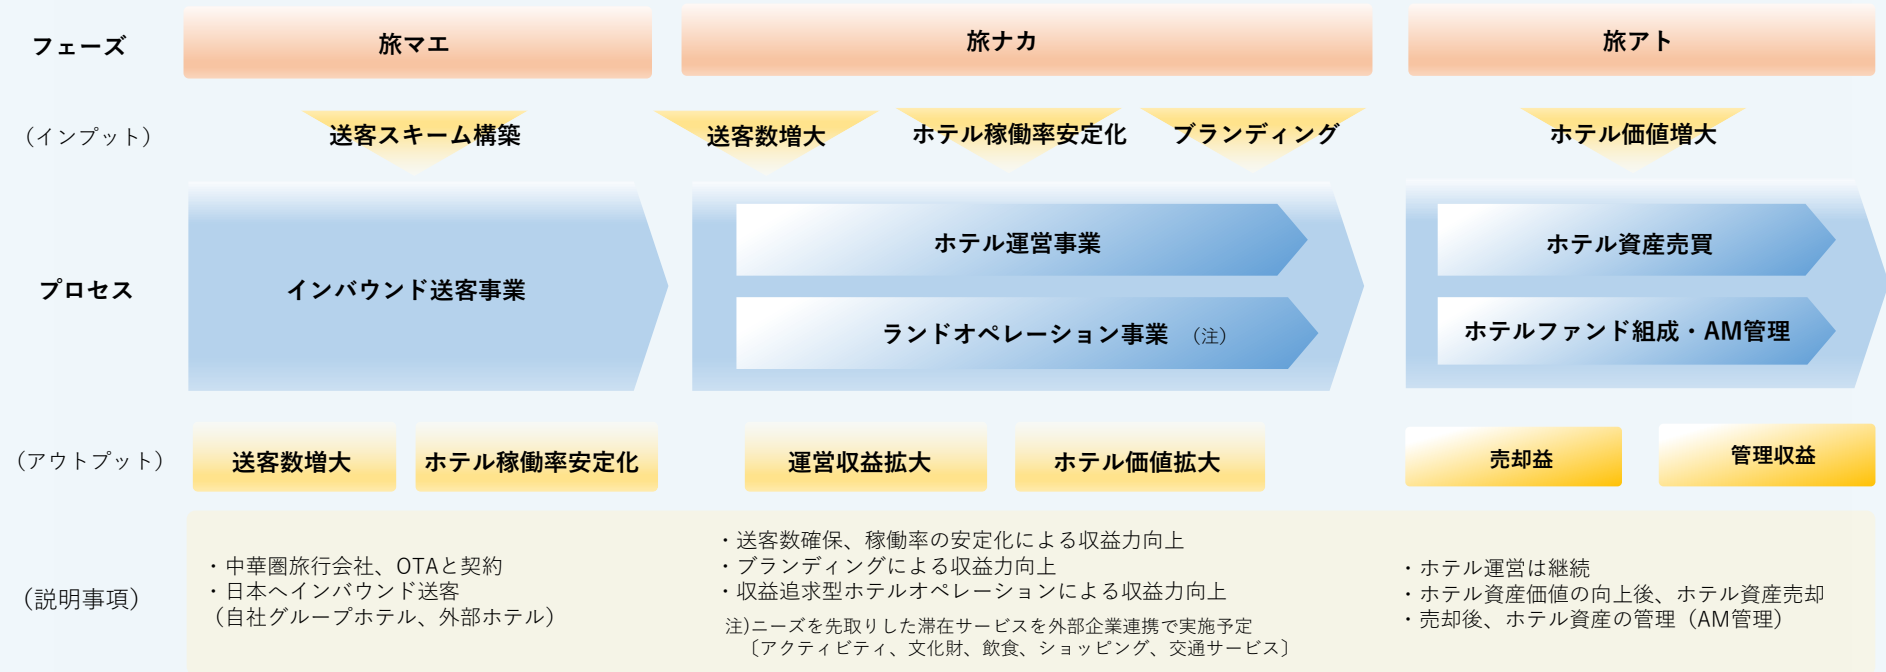 フェーズ
旅マエ
旅ナカ
旅アト
（インプット）
送客スキーム構築
送客数増大
ホテル稼働率安定化
ブランディング
ホテル価値増大
プロセス
インバウンド送客事業
ホテル運営事業
ランドオペレーション事業 （注）
ホテル資産売買
ホテルファンド組成・AM管理
（アウトプット）
送客数増大
ホテル稼働率安定化
運営収益拡大
ホテル価値拡大
売却益
管理収益
（説明事項）
・中華圏旅行会社、OTAと契約
・日本へインバウンド送客
（自社グループホテル、外部ホテル）
・送客数確保、稼働率の安定化による収益力向上
・ブランディングによる収益力向上
・収益追求型ホテルオペレーションによる収益力向上
注)ニーズを先取りした滞在サービスを外部企業連携で実施予定
〔アクティビティ、文化財、飲食、ショッピング、交通サービス〕
・ホテル運営は継続
・ホテル資産価値の向上後、ホテル資産売却
・売却後、ホテル資産の管理（AM管理）